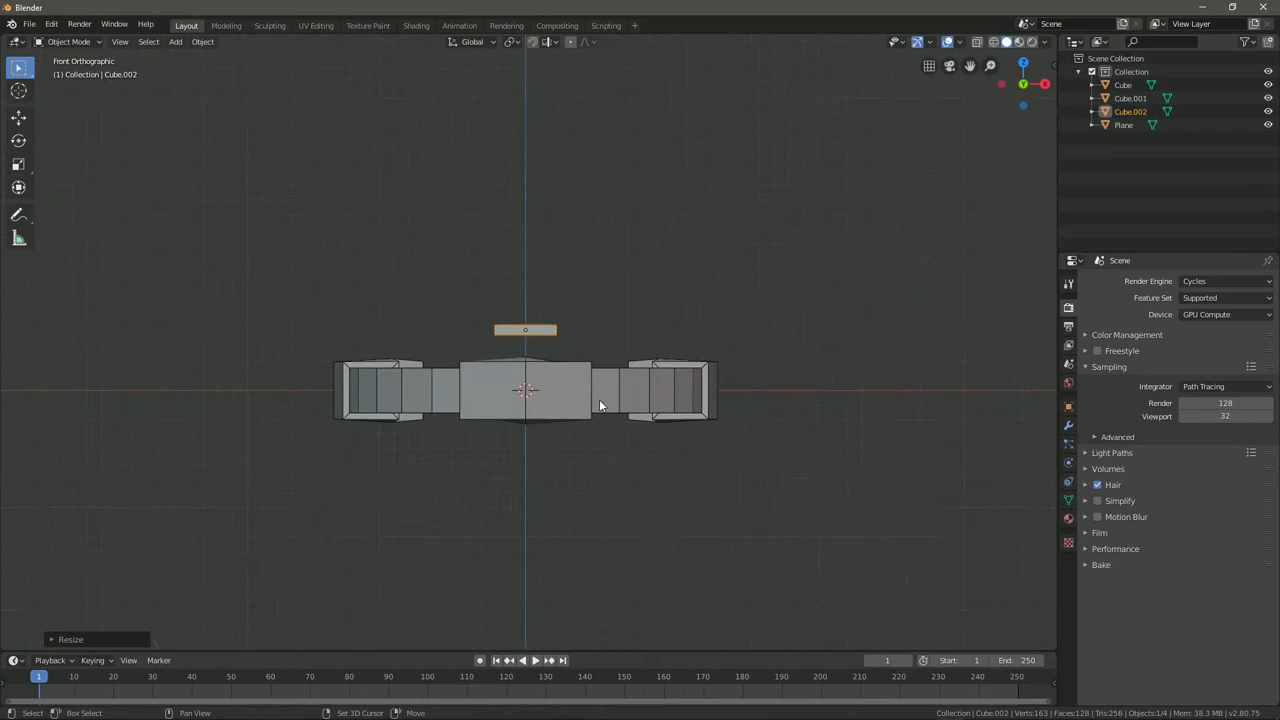 Blender
File Edit Render Window Help Layout Modeling Sculpting UV Editing Texture Paint Shading Animation Rendering Compositing Scripting + Scene View Layer
Object Mode View Select Add Object Global
Front Orthographic
(1) Collection | Cube.002
Z
Y
X
Scene Collection
Collection
Cube
Cube.001
Cube.002
Plane
Scene
Render Engine Cycles
Feature Set Supported
Device GPU Compute
Color Management
Freestyle
Sampling
Integrator Path Tracing
Render 128
Viewport 32
Advanced
Light Paths
Volumes
Hair
Simplify
Motion Blur
Film
Performance
Bake
Resize
Playback Keying View Marker 1 Start: 1 End: 250
1 10 20 30 40 50 60 70 80 90 100 110 120 130 140 150 160 170 180 190 200 210 220 230 240 250
Select Box Select Pan View Set 3D Cursor Move Collection | Cube.002 | Verts:163 | Faces:128 | Tris:256 | Objects:1/4 | Mem: 38.3 MB | v2.80.75